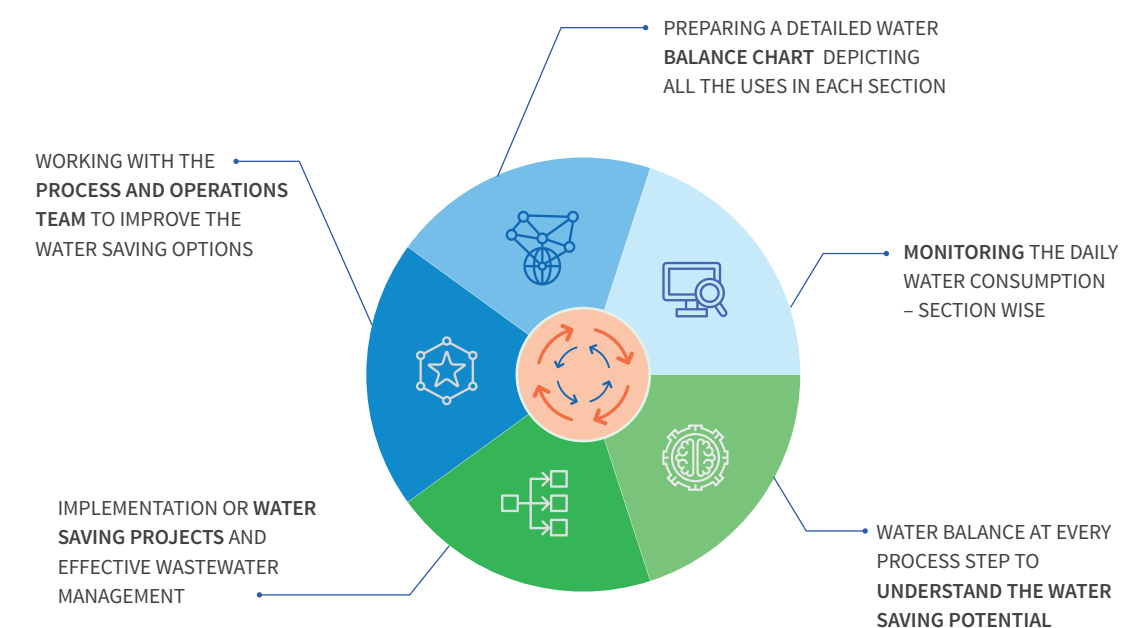 PREPARING A DETAILED WATER
BALANCE CHART DEPICTING
ALL THE USES IN EACH SECTION
MONITORING THE DAILY
WATER CONSUMPTION
– SECTION WISE
WATER BALANCE AT EVERY
PROCESS STEP TO
UNDERSTAND THE WATER
SAVING POTENTIAL
IMPLEMENTATION OR WATER
SAVING PROJECTS AND
EFFECTIVE WASTEWATER
MANAGEMENT
WORKING WITH THE
PROCESS AND OPERATIONS
TEAM TO IMPROVE THE
WATER SAVING OPTIONS